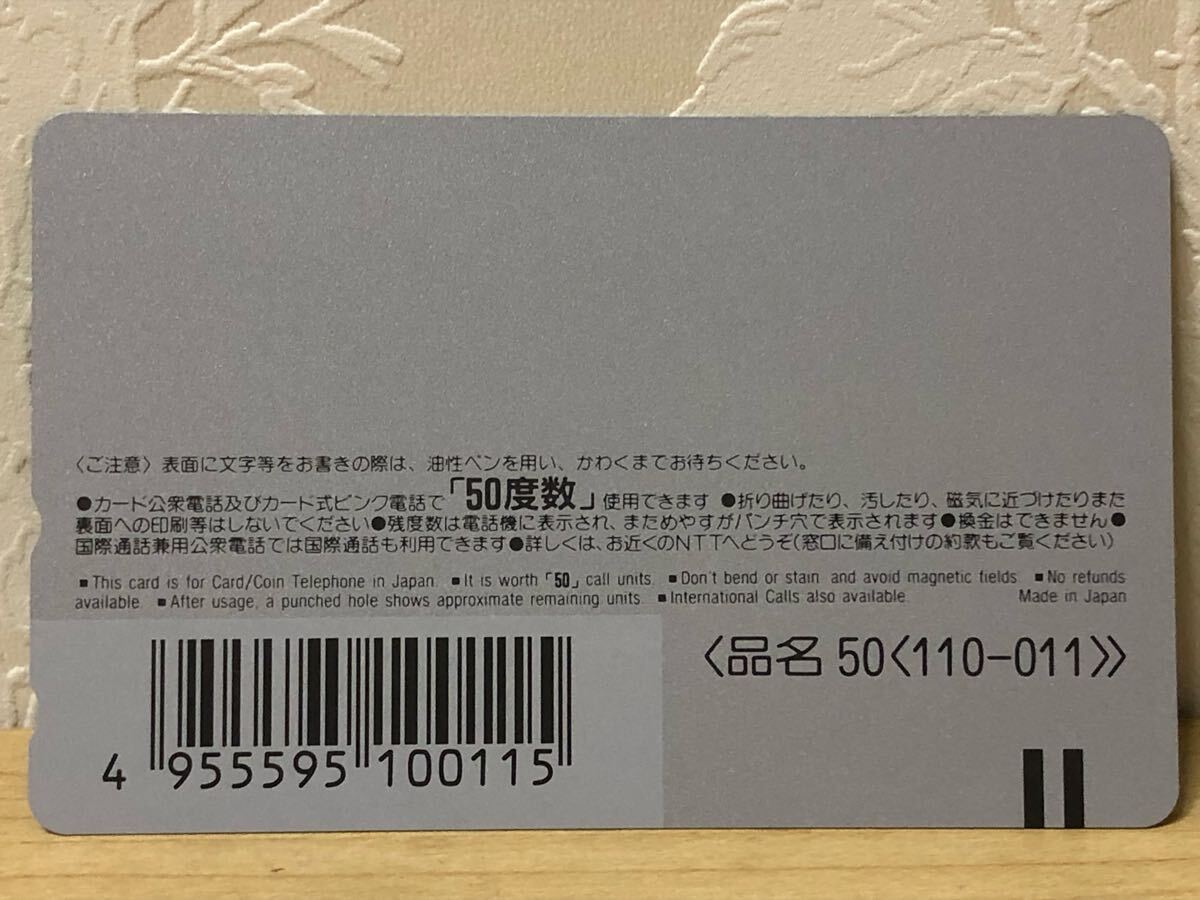 〈ご注意〉表面に文字等をお書きの際は、油性ペンを用い、かわくまでお待ちください。
●カード公衆電話及びカード式ピンク電話で「50度数」使用できます ●折り曲げたり、汚したり、磁気に近づけたりまた
裏面への印刷等はしないでください●残度数は電話機に表示され、まためやすがパンチ穴で表示されます●換金はできません●
国際通話兼用公衆電話では国際通話も利用できます●詳しくは、お近くのNTTへどうぞ(窓口に備え付けの約款もご覧ください)
■This card is for Card/Coin Telephone in Japan. ■It is worth「50」call units. ■Don't bend or stain and avoid magnetic fields. ■No refunds
available. ■After usage, a punched hole shows approximate remaining units. ■International Calls also available. Made in Japan
〈品名 50〈110-011〉〉
4 955595 100115